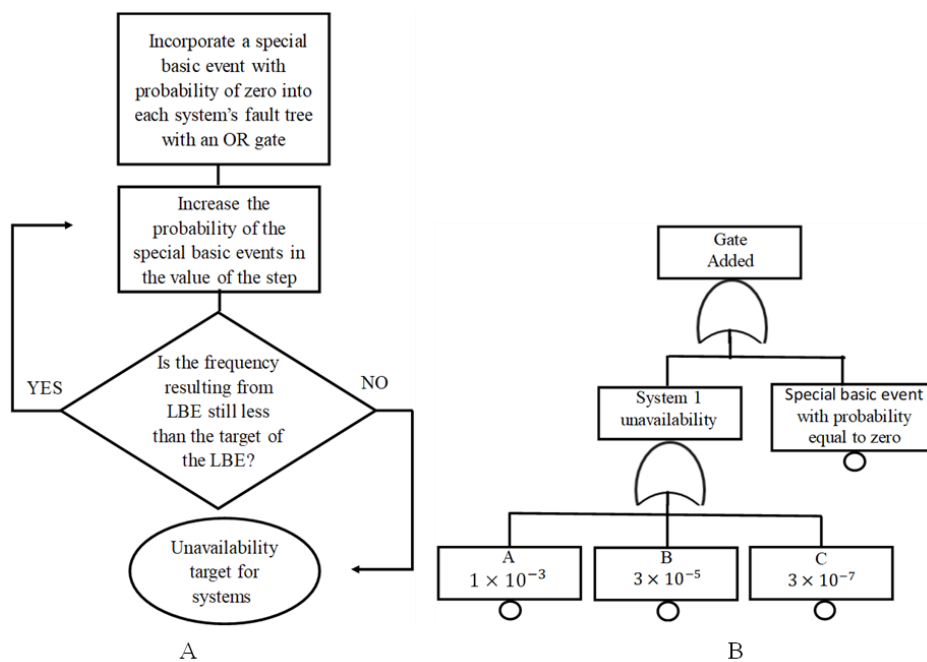 Incorporate a special
basic event with
probability of zero into
each system's fault tree
with an OR gate
Increase the
probability of the
special basic events in
the value of the step
Is the frequency
resulting from
LBE still less
than the target of
the LBE?
YES
NO
Unavailability
target for
systems
A
Gate
Added
System 1
unavailability
Special basic event
with probability
equal to zero
A
1 × 10⁻³
B
3 × 10⁻⁵
C
3 × 10⁻⁷
B